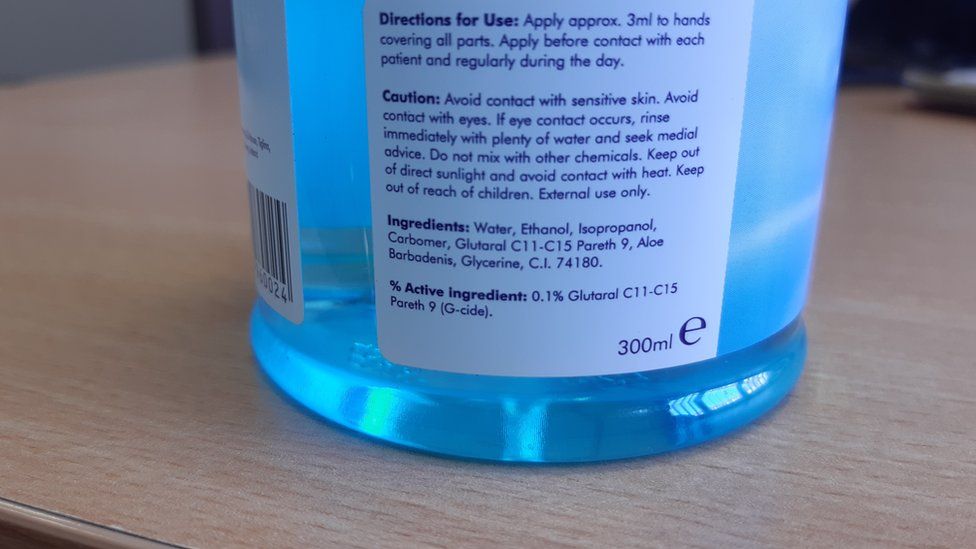 Directions for Use: Apply approx. 3ml to hands
covering all parts. Apply before contact with each
patient and regularly during the day.
Caution: Avoid contact with sensitive skin. Avoid
contact with eyes. If eye contact occurs, rinse
immediately with plenty of water and seek medial
advice. Do not mix with other chemicals. Keep out
of direct sunlight and avoid contact with heat. Keep
out of reach of children. External use only.
Ingredients: Water, Ethanol, Isopropanol,
Carbomer, Glutaral C11-C15 Pareth 9, Aloe
Barbadenis, Glycerine, C.I. 74180.
% Active ingredient: 0.1% Glutaral C11-C15
Pareth 9 (G-cide).
300ml ℮